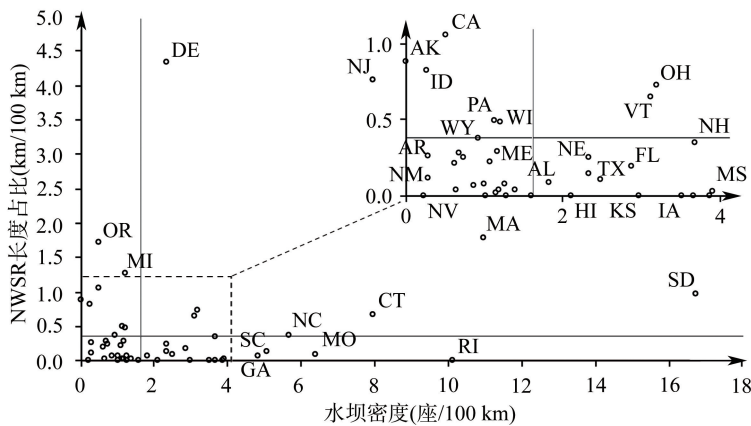 5.0
4.5
4.0
3.5
3.0
2.5
2.0
1.5
1.0
0.5
0.0
NWSR长度占比(km/100 km)
DE
NJ
OR
MI
MA
CT
SD
NC
SC
MO
GA
RI
1.0
0.5
0.0
CA
AK
ID
OH
PA
WI
VT
WY
NH
AR
ME
NE
FL
NM
AL
TX
MS
NV
HI
KS
IA
0
2
4
0
2
4
6
8
10
12
14
16
18
水坝密度(座/100 km)